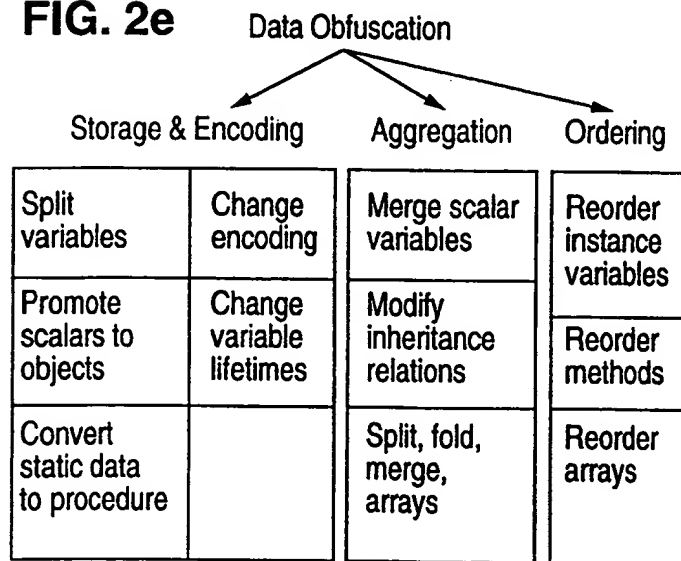 FIG. 2e
Data Obfuscation
Storage & Encoding
Aggregation
Ordering
Split
variables
Change
encoding
Merge scalar
variables
Reorder
instance
variables
Promote
scalars to
objects
Change
variable
lifetimes
Modify
inheritance
relations
Reorder
methods
Convert
static data
to procedure
Split, fold,
merge,
arrays
Reorder
arrays